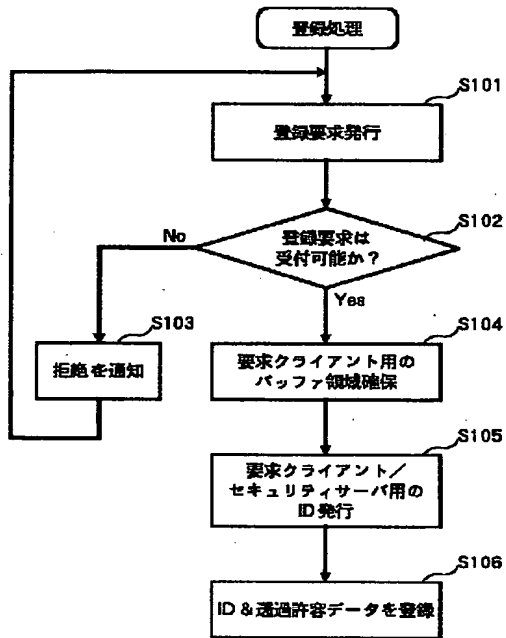 登録処理
S101
登録要求発行
S102
登録要求は
受付可能か?
No
Yes
S103
拒絶を通知
S104
要求クライアント用の
バッファ領域確保
S105
要求クライアント/
セキュリティサーバ用の
ID発行
S106
ID&透過許容データを登録